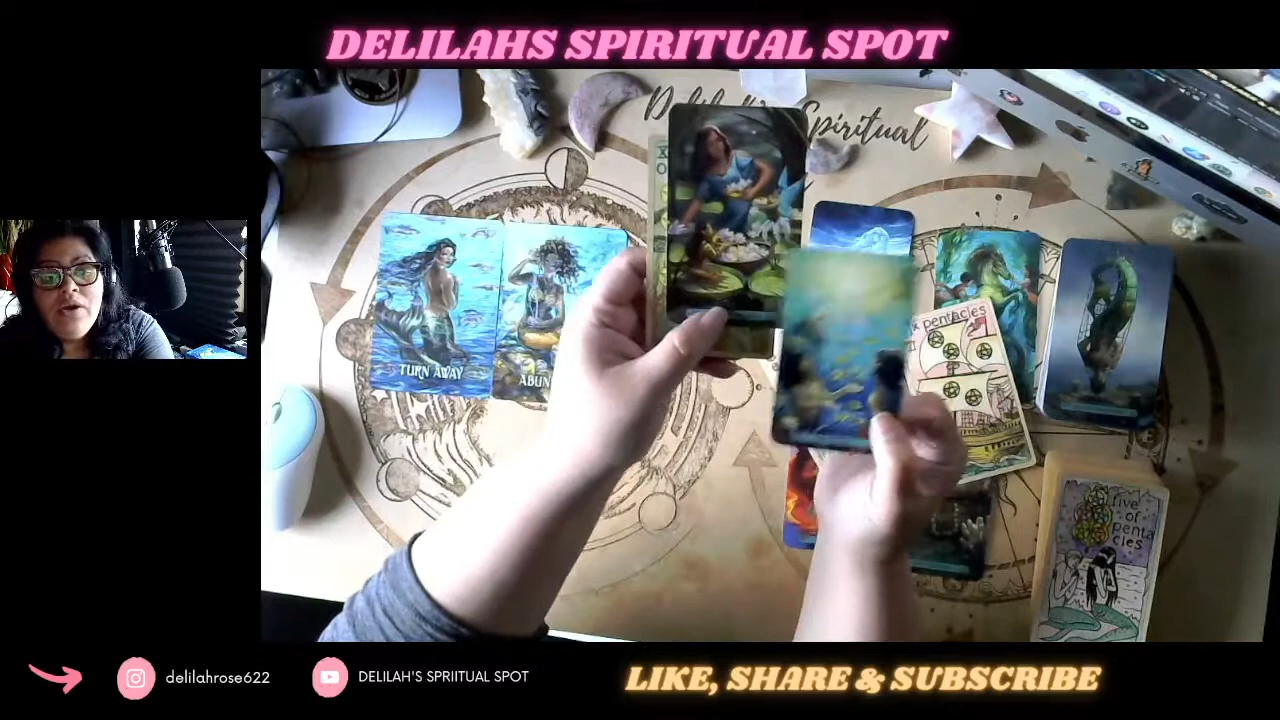 DELILAHS SPIRITUAL SPOT
Delilah's Spiritual
TURN AWAY
ABUN
pentacles
five
of
penta
cles
delilahrose622
DELILAH'S SPRIITUAL SPOT
LIKE, SHARE & SUBSCRIBE